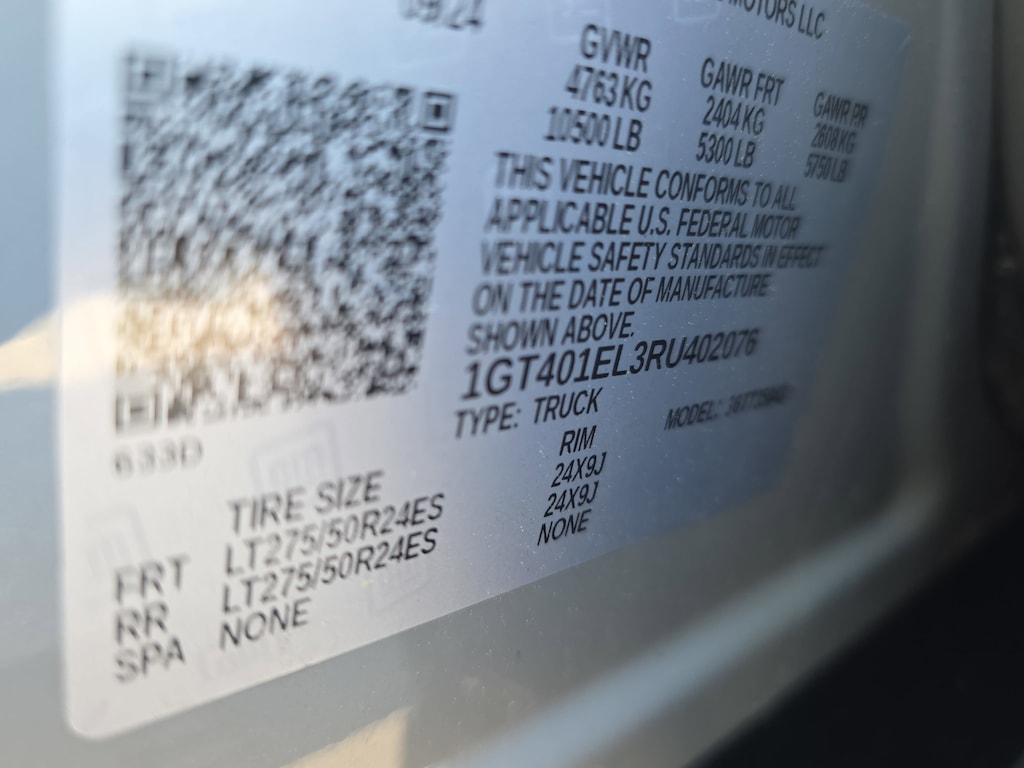 09/24
MOTORS LLC
GVWR GAWR FRT GAWR RR
4763 KG 2404 KG 2608 KG
10500 LB 5300 LB 5750 LB
THIS VEHICLE CONFORMS TO ALL
APPLICABLE U.S. FEDERAL MOTOR
VEHICLE SAFETY STANDARDS IN EFFECT
ON THE DATE OF MANUFACTURE
SHOWN ABOVE.
1GT401EL3RU402076
TYPE: TRUCK MODEL:
633D
TIRE SIZE RIM
FRT LT275/50R24ES 24X9J
RR LT275/50R24ES 24X9J
SPA NONE NONE